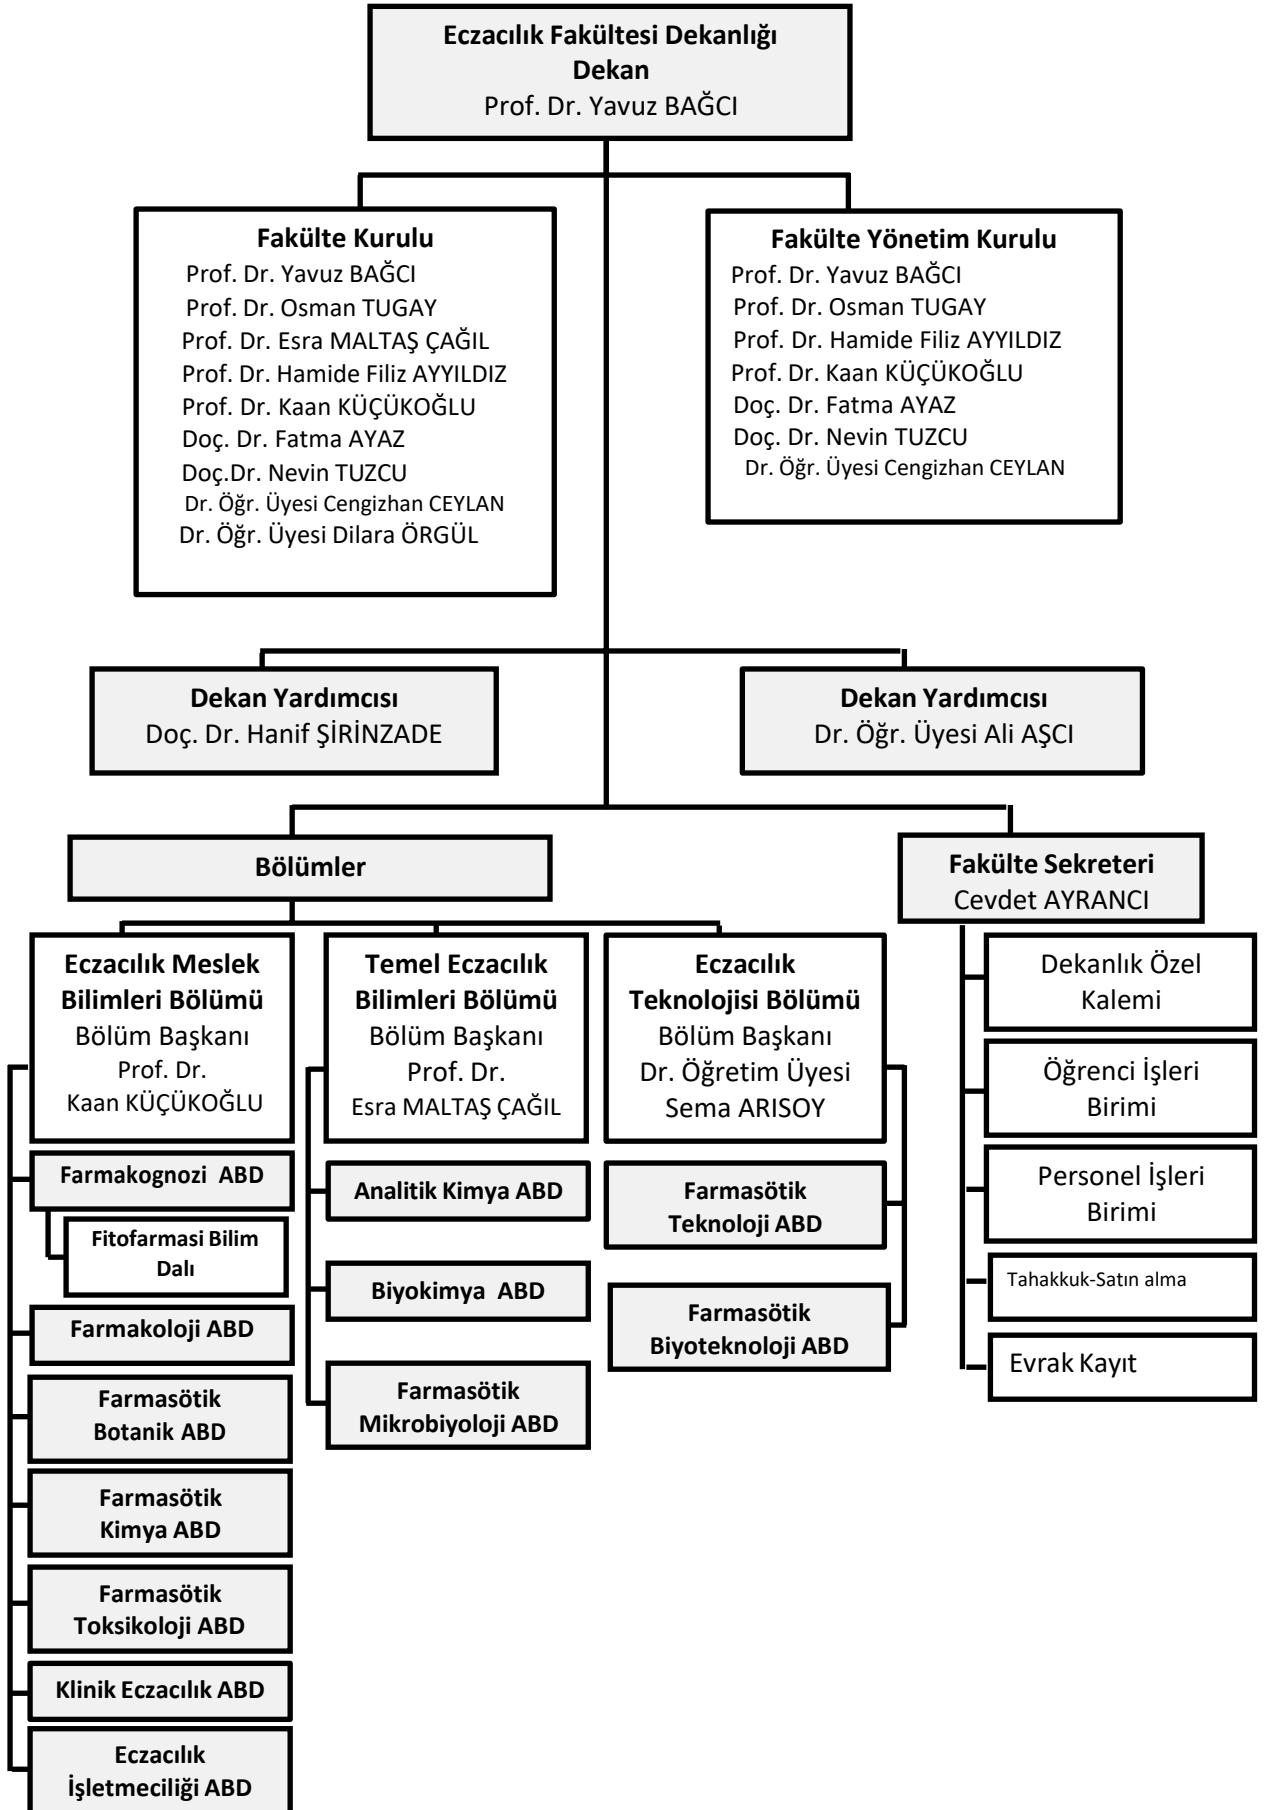 Eczacılık Fakültesi Dekanlığı
Dekan
Prof. Dr. Yavuz BAĞCI
Fakülte Kurulu
Prof. Dr. Yavuz BAĞCI
Prof. Dr. Osman TUGAY
Prof. Dr. Esra MALTAŞ ÇAĞIL
Prof. Dr. Hamide Filiz AYYILDIZ
Prof. Dr. Kaan KÜÇÜKOĞLU
Doç. Dr. Fatma AYAZ
Doç.Dr. Nevin TUZCU
Dr. Öğr. Üyesi Cengizhan CEYLAN
Dr. Öğr. Üyesi Dilara ÖRGÜL
Fakülte Yönetim Kurulu
Prof. Dr. Yavuz BAĞCI
Prof. Dr. Osman TUGAY
Prof. Dr. Hamide Filiz AYYILDIZ
Prof. Dr. Kaan KÜÇÜKOĞLU
Doç. Dr. Fatma AYAZ
Doç. Dr. Nevin TUZCU
Dr. Öğr. Üyesi Cengizhan CEYLAN
Dekan Yardımcısı
Doç. Dr. Hanif ŞİRİNZADE
Dekan Yardımcısı
Dr. Öğr. Üyesi Ali AŞCI
Bölümler
Fakülte Sekreteri
Cevdet AYRANCI
Eczacılık Meslek
Bilimleri Bölümü
Bölüm Başkanı
Prof. Dr.
Kaan KÜÇÜKOĞLU
Farmakognozi ABD
Fitofarmasi Bilim
Dalı
Farmakoloji ABD
Farmasötik
Botanik ABD
Farmasötik
Kimya ABD
Farmasötik
Toksikoloji ABD
Klinik Eczacılık ABD
Eczacılık
İşletmeciliği ABD
Temel Eczacılık
Bilimleri Bölümü
Bölüm Başkanı
Prof. Dr.
Esra MALTAŞ ÇAĞIL
Analitik Kimya ABD
Biyokimya ABD
Farmasötik
Mikrobiyoloji ABD
Eczacılık
Teknolojisi Bölümü
Bölüm Başkanı
Dr. Öğretim Üyesi
Sema ARISOY
Farmasötik
Teknoloji ABD
Farmasötik
Biyoteknoloji ABD
Dekanlık Özel
Kalemi
Öğrenci İşleri
Birimi
Personel İşleri
Birimi
Tahakkuk-Satın alma
Evrak Kayıt